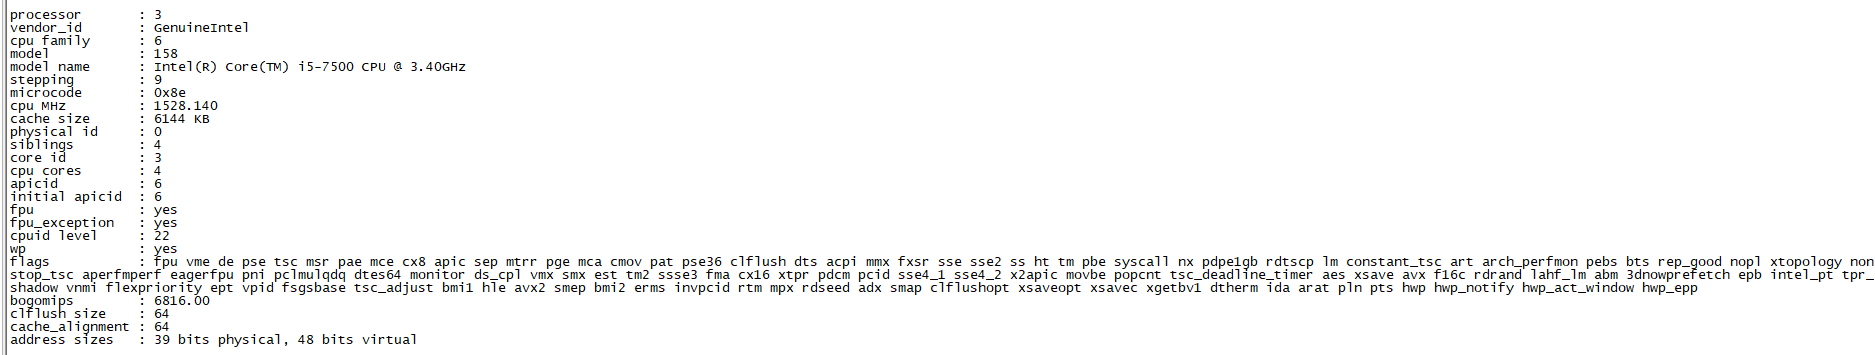 processor       : 3
vendor_id       : GenuineIntel
cpu family      : 6
model           : 158
model name      : Intel(R) Core(TM) i5-7500 CPU @ 3.40GHz
stepping        : 9
microcode       : 0x8e
cpu MHz         : 1528.140
cache size      : 6144 KB
physical id     : 0
siblings        : 4
core id         : 3
cpu cores       : 4
apicid          : 6
initial apicid  : 6
fpu             : yes
fpu_exception   : yes
cpuid level     : 22
wp              : yes
flags           : fpu vme de pse tsc msr pae mce cx8 apic sep mtrr pge mca cmov pat pse36 clflush dts acpi mmx fxsr sse sse2 ss ht tm pbe syscall nx pdpe1gb rdtscp lm constant_tsc art arch_perfmon pebs bts rep_good nopl xtopology non
stop_tsc aperfmperf eagerfpu pni pclmulqdq dtes64 monitor ds_cpl vmx smx est tm2 ssse3 fma cx16 xtpr pdcm pcid sse4_1 sse4_2 x2apic movbe popcnt tsc_deadline_timer aes xsave avx f16c rdrand lahf_lm abm 3dnowprefetch epb intel_pt tpr_
shadow vnmi flexpriority ept vpid fsgsbase tsc_adjust bmi1 hle avx2 smep bmi2 erms invpcid rtm mpx rdseed adx smap clflushopt xsaveopt xsavec xgetbv1 dtherm ida arat pln pts hwp hwp_notify hwp_act_window hwp_epp
bogomips        : 6816.00
clflush size    : 64
cache_alignment : 64
address sizes   : 39 bits physical, 48 bits virtual